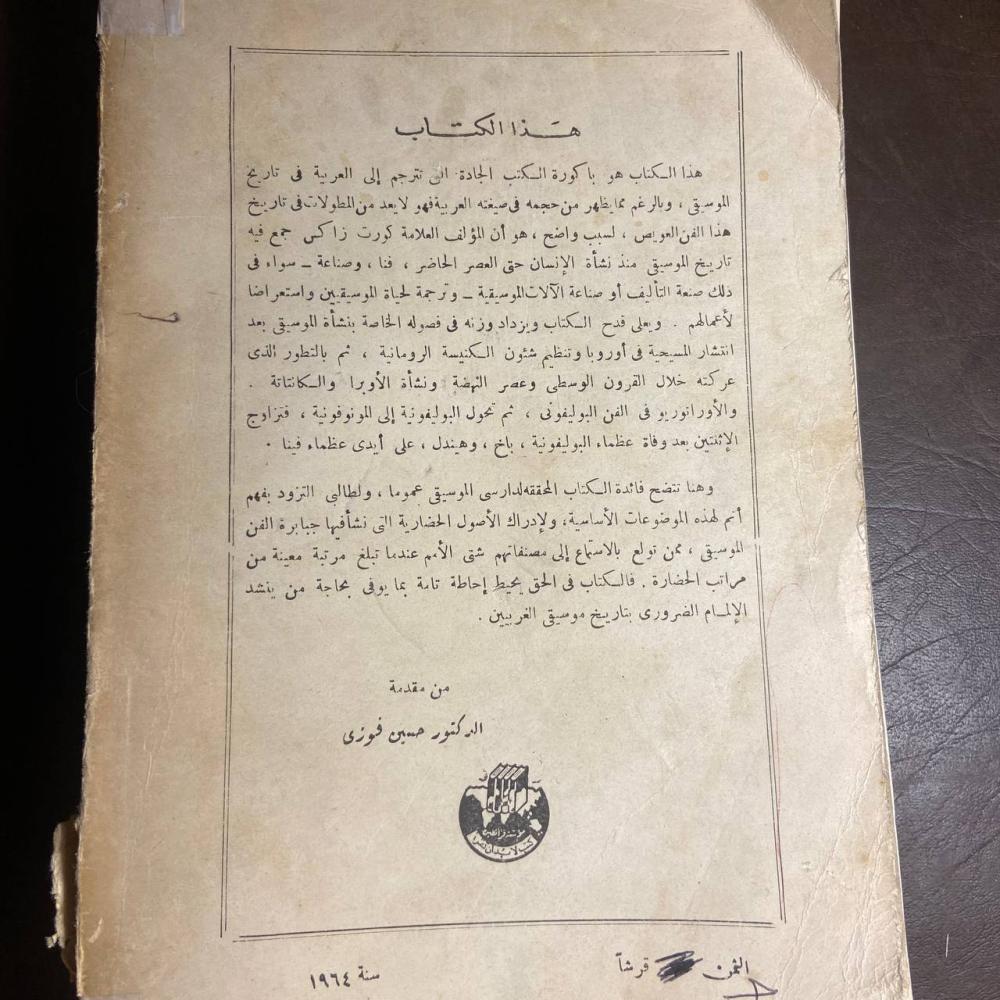 هذا الكتاب
هذا الكتاب هو باكورة الكتب الجادة التى تترجم إلى العربية فى تاريخ
الموسيقى ، وبالرغم مما يظهر من حجمه فى صيغته العربية فهو لا يعد من المطولات فى تاريخ
هذا الفن العويص ، لسبب واضح ، هو أن المؤلف العلامة كورت زاكس جمع فيه
تاريخ الموسيقى منذ نشأة الإنسان حتى العصر الحاضر ، فنا ، وصناعة ــ سواء فى
ذلك صنعة التأليف أو صناعة الآلات الموسيقية ــ وترجمة لحياة الموسيقيين واستعراضا
لأعمالهم . ويعلى قدح الكتاب ويزداد وزنه فى فصوله الخاصة بنشأة الموسيقى بعد
انتشار المسيحية فى أوروبا وتنظيم شئون الكنيسة الرومانية ، ثم بالتطور الذى
عركته خلال القرون الوسطى وعصر النهضة ونشأة الأوبرا والكانتاتة .
والأوراتوريو فى الفن البوليفونى ، ثم تحول البوليفونية إلى المونوفونية ، فتزاوج
الإثنتين بعد وفاة عظماء البوليفونية ، باخ ، وهيندل ، على أيدى عظماء فينا .
وهنا تتضح فائدة الكتاب المحققه لدارسى الموسيقى عموما ، ولطالبى التزود بفهم
أتم لهذه الموضوعات الأساسية، ولإدراك الأصول الحضارية التى نشأ فيها جبابرة الفن
الموسيقى ، ممن تولع بالاستماع إلى مصنفاتهم شتى الأمم عندما تبلغ مرتبة معينة من
مراتب الحضارة . فالكتاب فى الحق يحيط إحاطة تامة بما يوفى بحاجة من ينشد
الإلمام الضرورى بتاريخ موسيقى الغربيين .
من مقدمة
الدكتور حسين فوزى
الثمن قرشاً
سنة ١٩٦٤